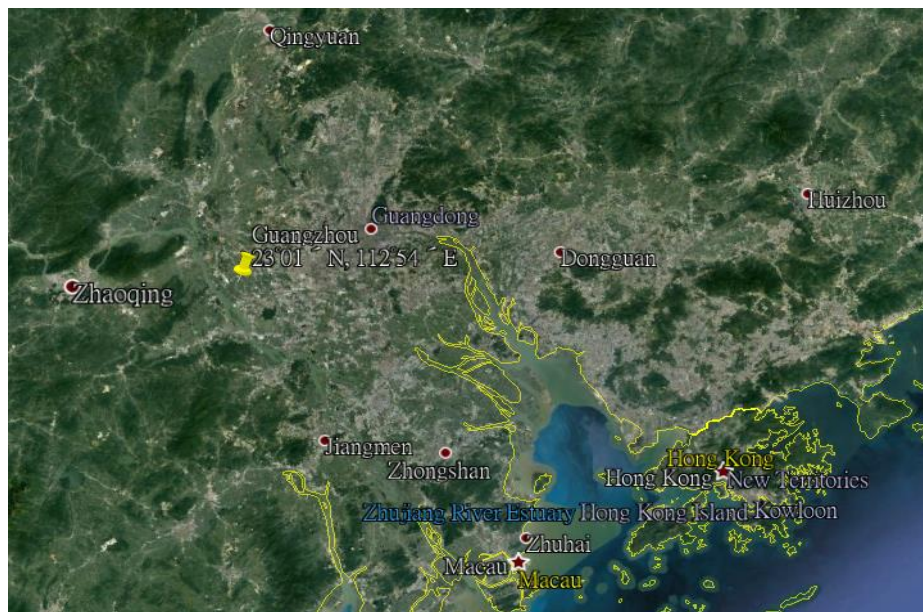 Qingyuan
Huizhou
Guangdong
Guangzhou
23°01′ N, 112°54′ E
Dongguan
Zhaoqing
Jiangmen
Zhongshan
Hong Kong
Hong Kong
New Territories
Zhujiang River Estuary
Hong Kong Island
Kowloon
Zhuhai
Macau
Macau